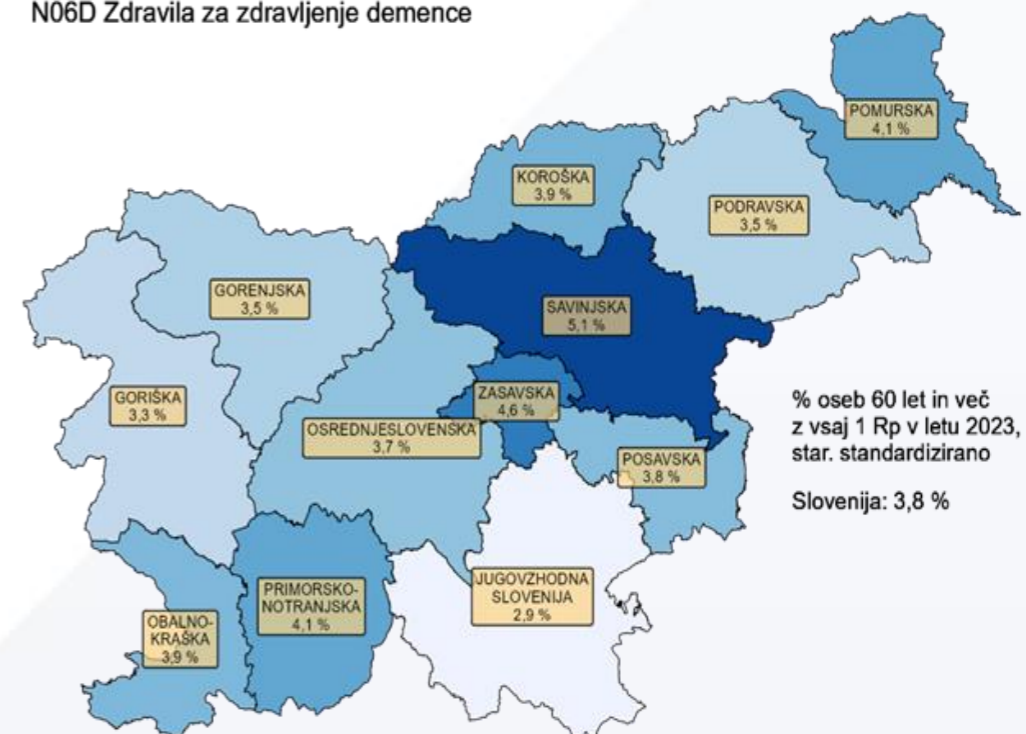 N06D Zdravila za zdravljenje demence
POMURSKA
4,1 %
KOROŠKA
3,9 %
PODRAVSKA
3,5 %
GORENJSKA
3,5 %
SAVINJSKA
5,1 %
GORIŠKA
3,3 %
ZASAVSKA
4,6 %
OSREDNJESLOVENSKA
3,7 %
POSAVSKA
3,8 %
% oseb 60 let in več
z vsaj 1 Rp v letu 2023,
star. standardizirano
Slovenija: 3,8 %
JUGOVZHODNA
SLOVENIJA
2,9 %
PRIMORSKO-
NOTRANJSKA
4,1 %
OBALNO-
KRAŠKA
3,9 %